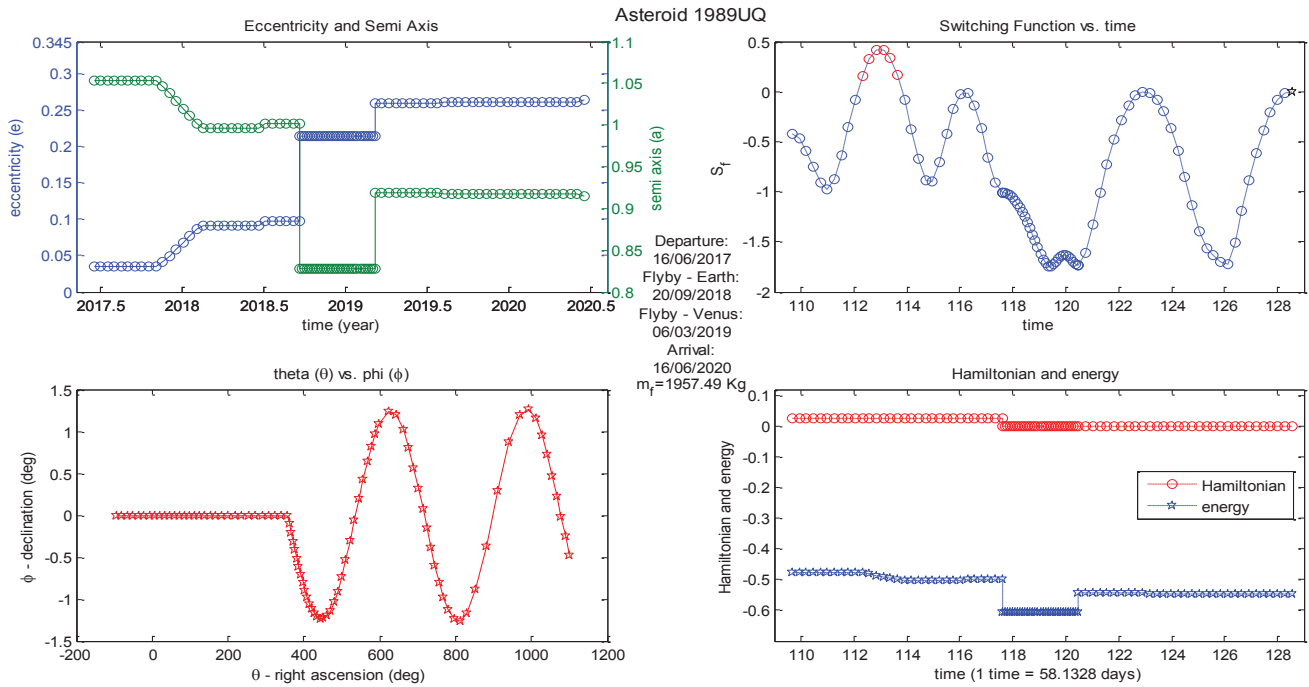 Asteroid 1989UQ
Eccentricity and Semi Axis
0.345
0.3
0.25
0.2
0.15
0.1
0.05
0
eccentricity (e)
1.1
1.05
1
0.95
0.9
0.85
0.8
semi axis (a)
2017.5 2018 2018.5 2019 2019.5 2020 2020.5
time (year)
Switching Function vs. time
0.5
0
-0.5
-1
-1.5
-2
S_f
110 112 114 116 118 120 122 124 126 128
time
Departure:
16/06/2017
Flyby - Earth:
20/09/2018
Flyby - Venus:
06/03/2019
Arrival:
16/06/2020
m_f=1957.49 Kg
theta (θ) vs. phi (ϕ)
1.5
1
0.5
0
-0.5
-1
-1.5
ϕ - declination (deg)
-200 0 200 400 600 800 1000 1200
θ - right ascension (deg)
Hamiltonian and energy
0.1
0
-0.1
-0.2
-0.3
-0.4
-0.5
-0.6
Hamiltonian and energy
Hamiltonian
energy
110 112 114 116 118 120 122 124 126 128
time (1 time = 58.1328 days)